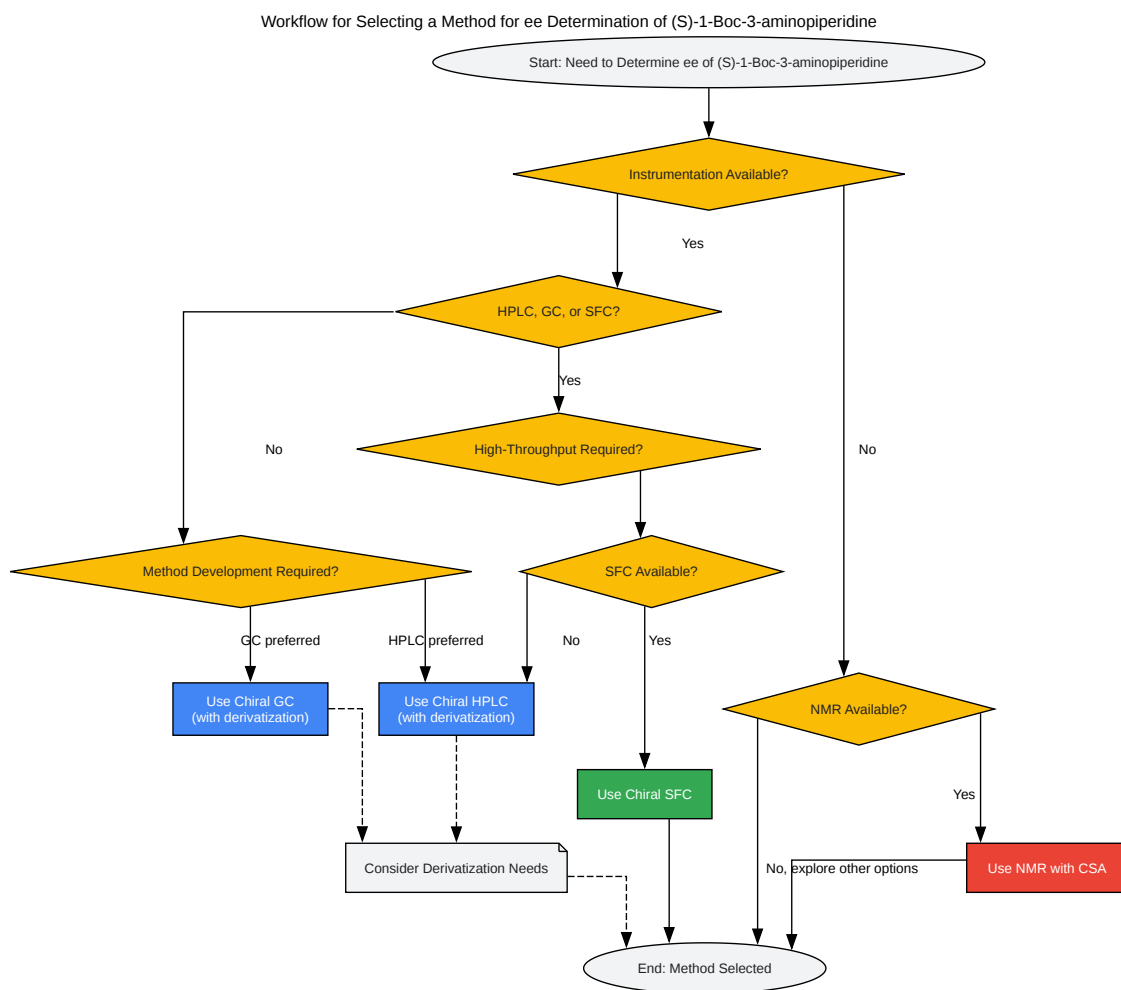 Workflow for Selecting a Method for ee Determination of (S)-1-Boc-3-aminopiperidine
Start: Need to Determine ee of (S)-1-Boc-3-aminopiperidine
Instrumentation Available?
Yes
HPLC, GC, or SFC?
Yes
No
High-Throughput Required?
No
Method Development Required?
SFC Available?
GC preferred
HPLC preferred
No
Yes
Use Chiral GC
(with derivatization)
Use Chiral HPLC
(with derivatization)
NMR Available?
Use Chiral SFC
Yes
Consider Derivatization Needs
No, explore other options
Use NMR with CSA
End: Method Selected